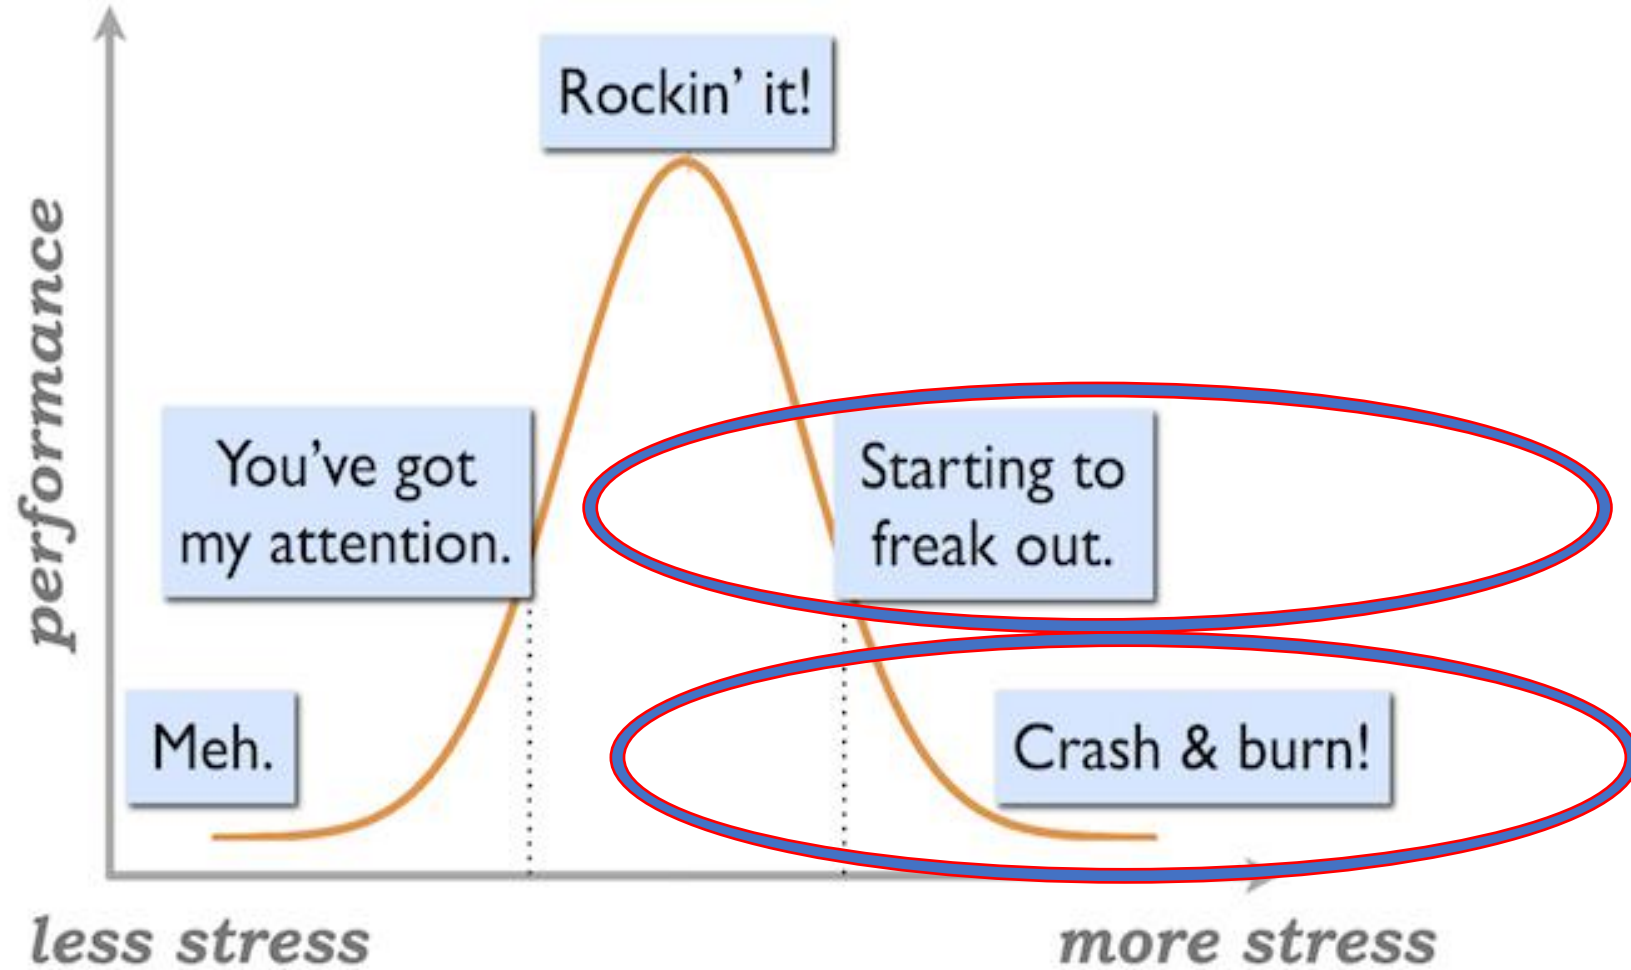 Rockin’ it!
performance
You’ve got
my attention.
Starting to
freak out.
Meh.
Crash & burn!
less stress
more stress